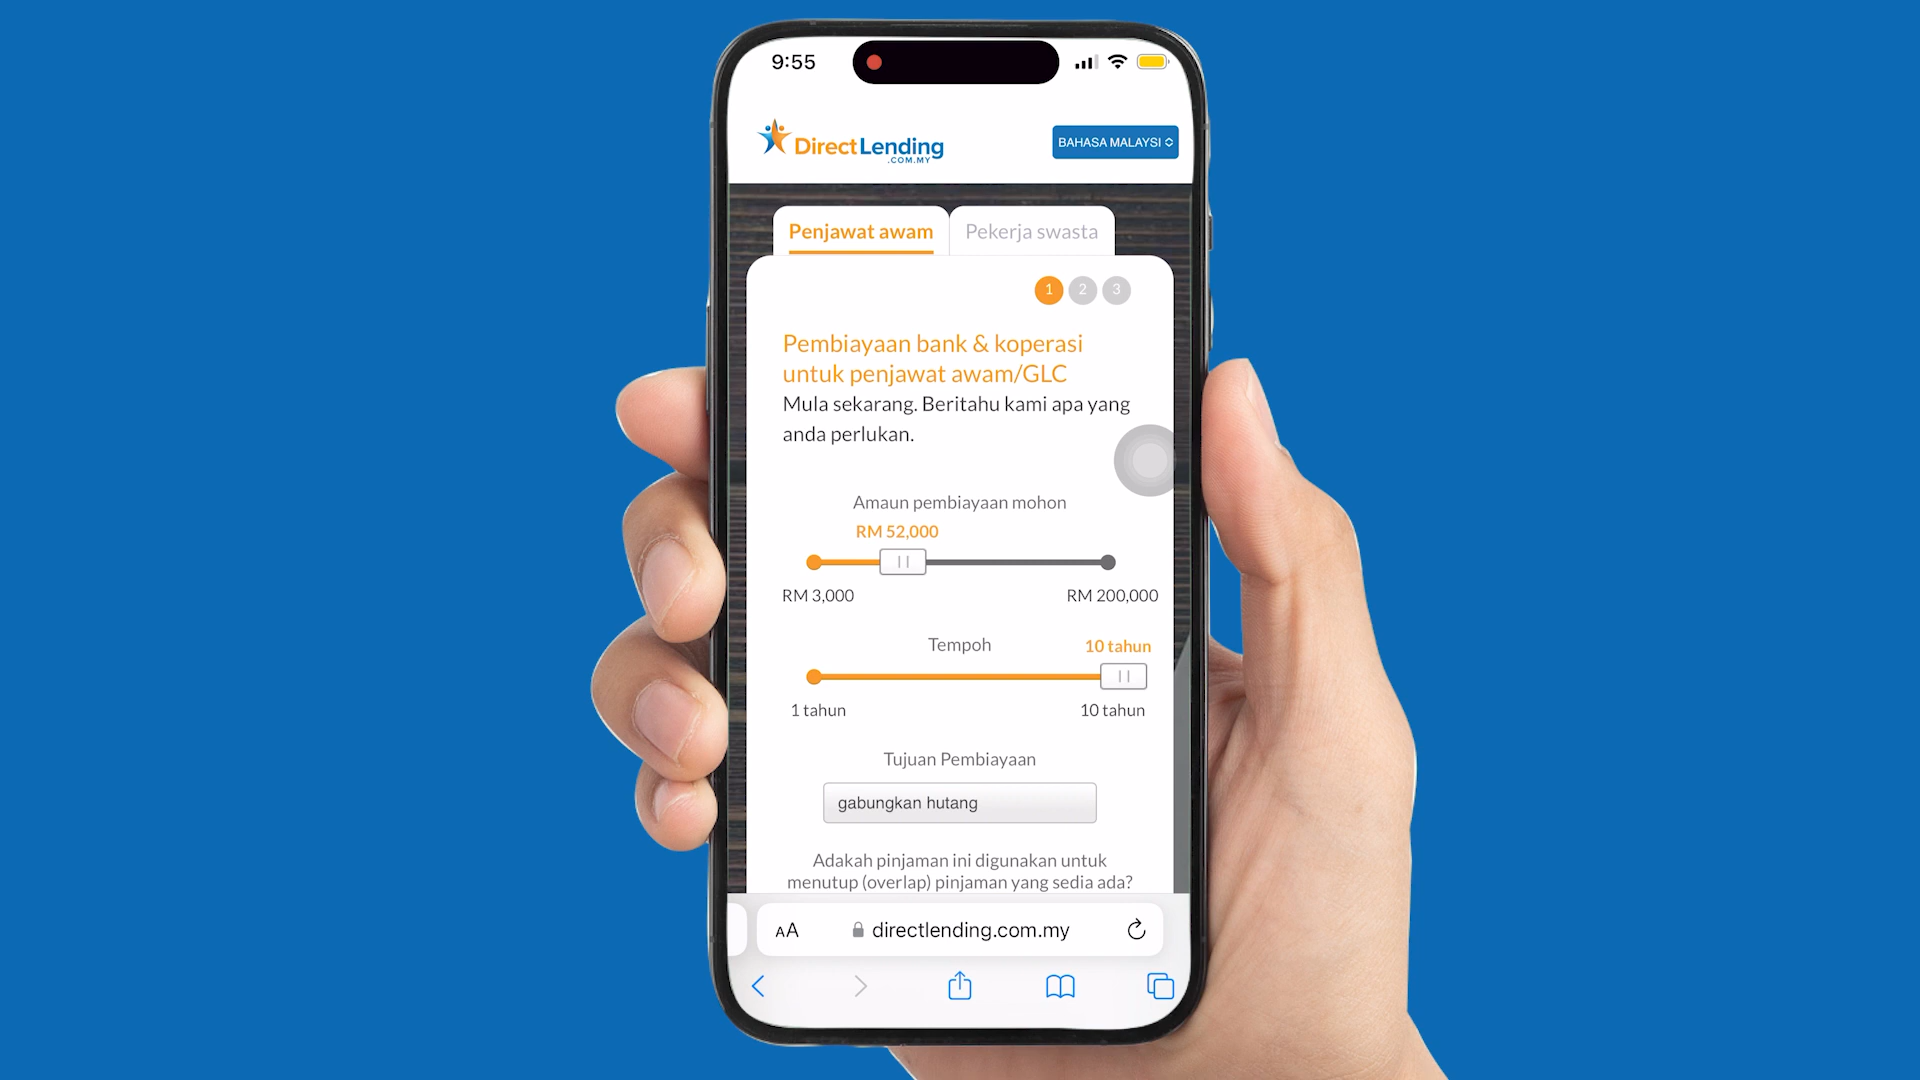 9:55
DirectLending
.COM.MY
BAHASA MALAYSI
Penjawat awam
Pekerja swasta
1 2 3
Pembiayaan bank & koperasi
untuk penjawat awam/GLC
Mula sekarang. Beritahu kami apa yang
anda perlukan.
Amaun pembiayaan mohon
RM 52,000
RM 3,000
RM 200,000
Tempoh
10 tahun
1 tahun
10 tahun
Tujuan Pembiayaan
gabungkan hutang
Adakah pinjaman ini digunakan untuk
menutup (overlap) pinjaman yang sedia ada?
AA
directlending.com.my